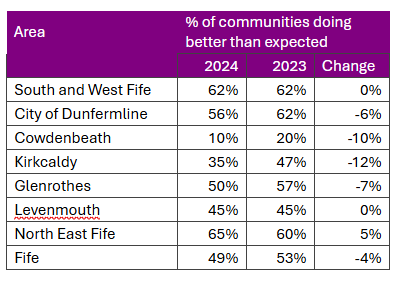 Area % of communities doing
better than expected
2024 2023 Change
South and West Fife 62% 62% 0%
City of Dunfermline 56% 62% -6%
Cowdenbeath 10% 20% -10%
Kirkcaldy 35% 47% -12%
Glenrothes 50% 57% -7%
Levenmouth 45% 45% 0%
North East Fife 65% 60% 5%
Fife 49% 53% -4%